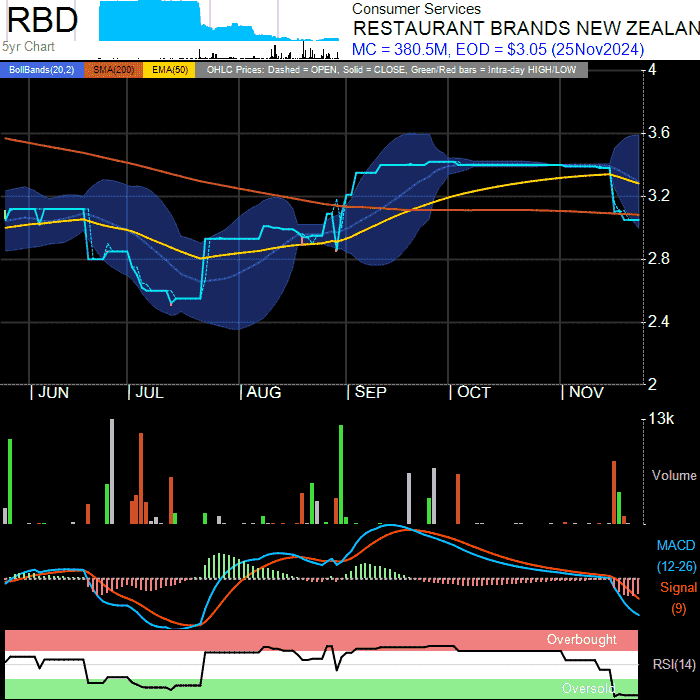 RBD
5yr Chart
Consumer Services
RESTAURANT BRANDS NEW ZEALAN
MC = 380.5M, EOD = $3.05 (25Nov2024)
BollBands(20,2) SMA(200) EMA(50) OHLC Prices: Dashed = OPEN, Solid = CLOSE, Green/Red bars = Intra-day HIGH/LOW
4
3.6
3.2
2.8
2.4
2
JUN JUL AUG SEP OCT NOV
13k
Volume
MACD
(12-26)
Signal
(9)
Overbought
RSI(14)
Oversold